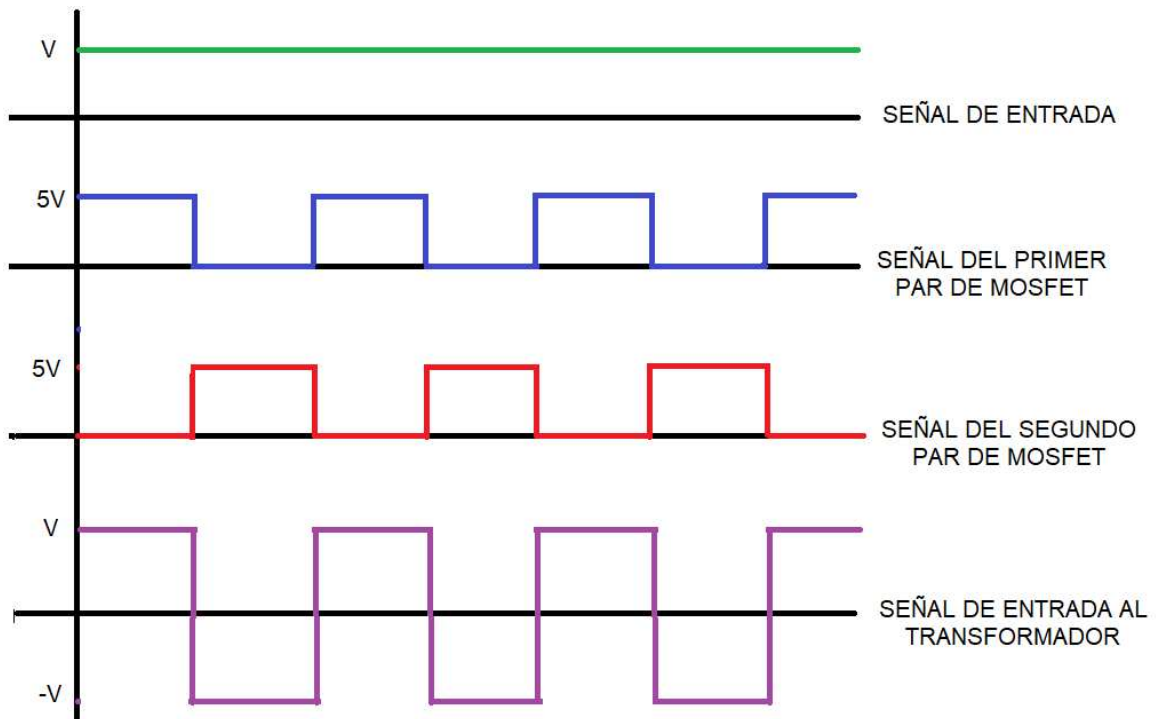 V
SEÑAL DE ENTRADA
5V
SEÑAL DEL PRIMER
PAR DE MOSFET
5V
SEÑAL DEL SEGUNDO
PAR DE MOSFET
V
SEÑAL DE ENTRADA AL
TRANSFORMADOR
-V